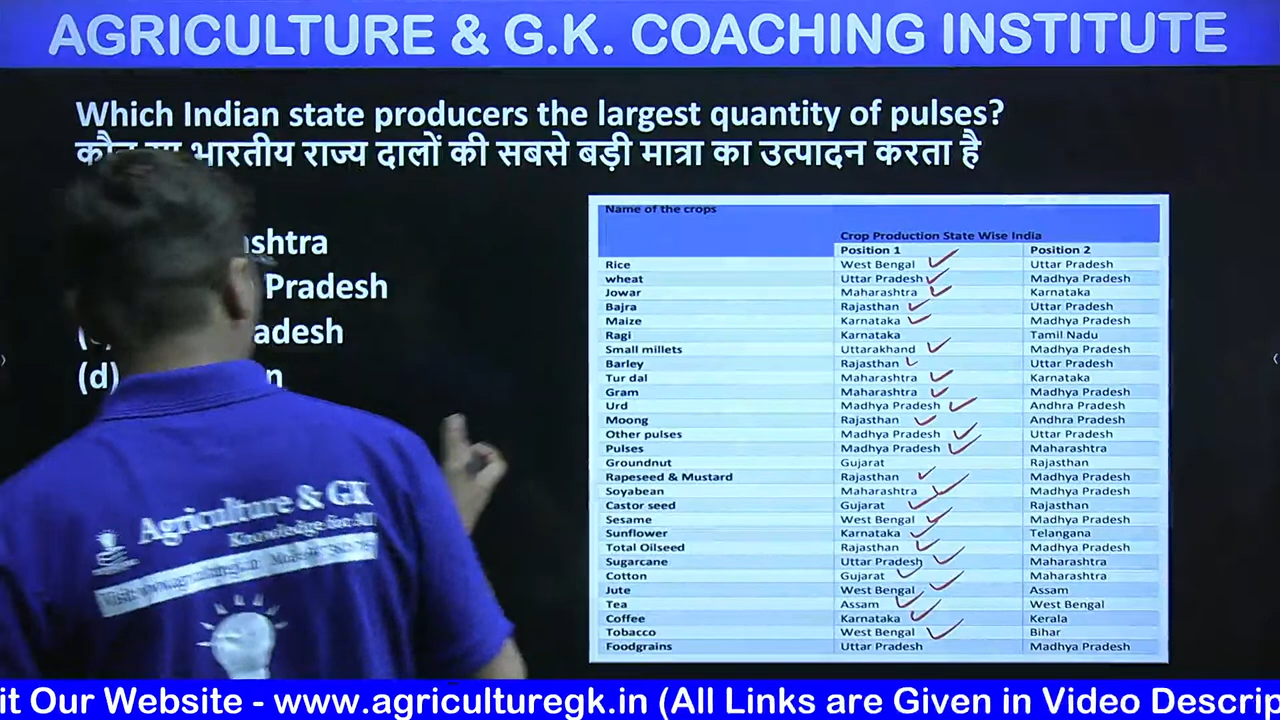 AGRICULTURE & G.K. COACHING INSTITUTE
Which Indian state producers the largest quantity of pulses?
भारतीय राज्य दालों की सबसे बड़ी मात्रा का उत्पादन करता है
ashtra
Pradesh
adesh
(d) n
Name of the crops
Crop Production State Wise India
Position 1 Position 2
Rice West Bengal Uttar Pradesh
wheat Uttar Pradesh Madhya Pradesh
Jowar Maharashtra Karnataka
Bajra Rajasthan Uttar Pradesh
Maize Karnataka Madhya Pradesh
Ragi Karnataka Tamil Nadu
Small millets Uttarakhand Madhya Pradesh
Barley Rajasthan Uttar Pradesh
Tur dal Maharashtra Karnataka
Gram Maharashtra Madhya Pradesh
Urd Madhya Pradesh Andhra Pradesh
Moong Rajasthan Andhra Pradesh
Other pulses Madhya Pradesh Uttar Pradesh
Pulses Madhya Pradesh Maharashtra
Groundnut Gujarat Rajasthan
Rapeseed & Mustard Rajasthan Madhya Pradesh
Soyabean Maharashtra Madhya Pradesh
Castor seed Gujarat Rajasthan
Sesame West Bengal Madhya Pradesh
Sunflower Karnataka Telangana
Total Oilseed Rajasthan Madhya Pradesh
Sugarcane Uttar Pradesh Maharashtra
Cotton Gujarat Maharashtra
Jute West Bengal Assam
Tea Assam West Bengal
Coffee Karnataka Kerala
Tobacco West Bengal Bihar
Foodgrains Uttar Pradesh Madhya Pradesh
Agriculture & GK
Knowledge for All
it Our Website - www.agriculturegk.in (All Links are Given in Video Descrip